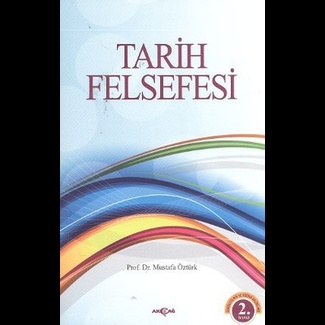 TARİH
FELSEFESİ
Prof. Dr. Mustafa Öztürk
2.
AKÇAĞ